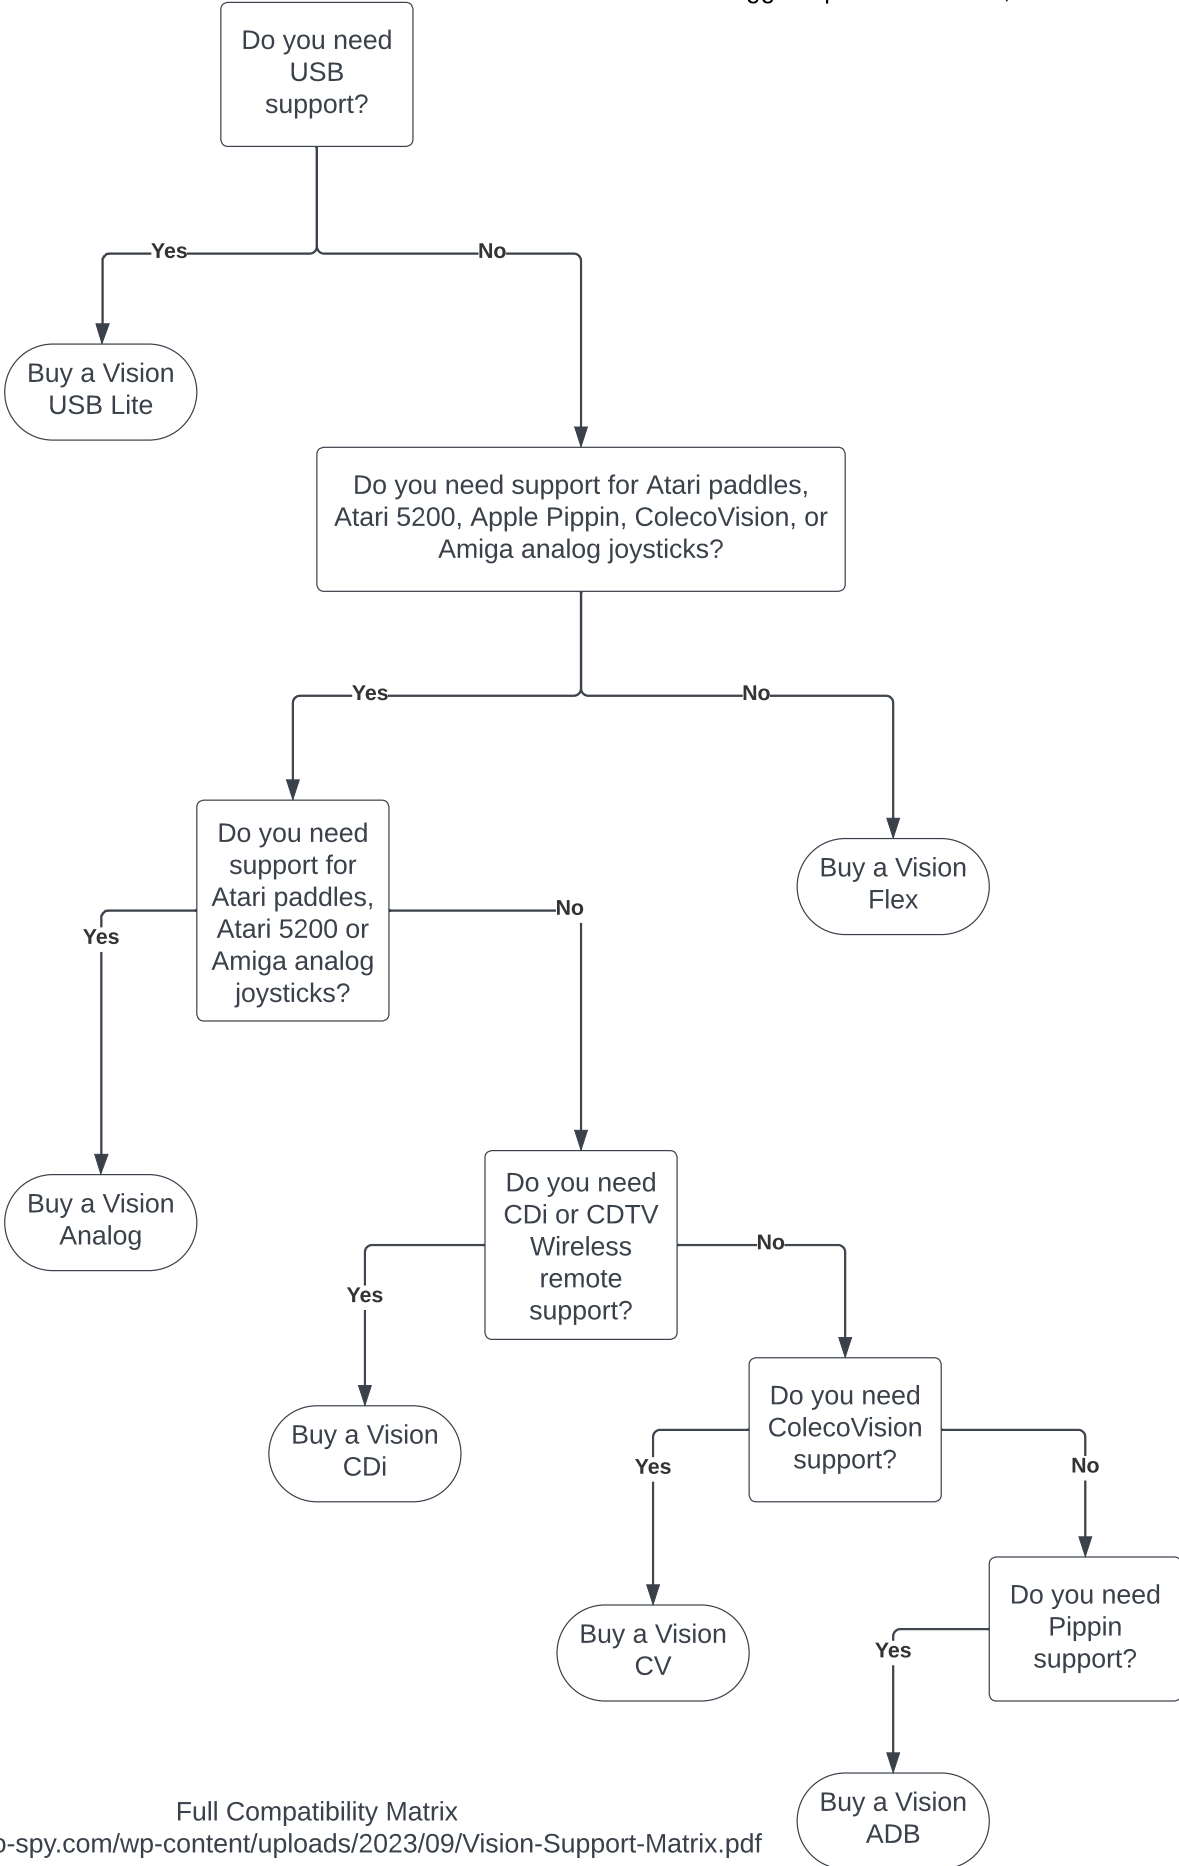 Do you need
USB
support?
Yes
No
Buy a Vision
USB Lite
Do you need support for Atari paddles,
Atari 5200, Apple Pippin, ColecoVision, or
Amiga analog joysticks?
Yes
No
Do you need
support for
Atari paddles,
Atari 5200 or
Amiga analog
joysticks?
Buy a Vision
Flex
Yes
No
Buy a Vision
Analog
Do you need
CDi or CDTV
Wireless
remote
support?
Yes
No
Buy a Vision
CDi
Do you need
ColecoVision
support?
Yes
No
Buy a Vision
CV
Do you need
Pippin
support?
Yes
Buy a Vision
ADB
Full Compatibility Matrix
o-spy.com/wp-content/uploads/2023/09/Vision-Support-Matrix.pdf